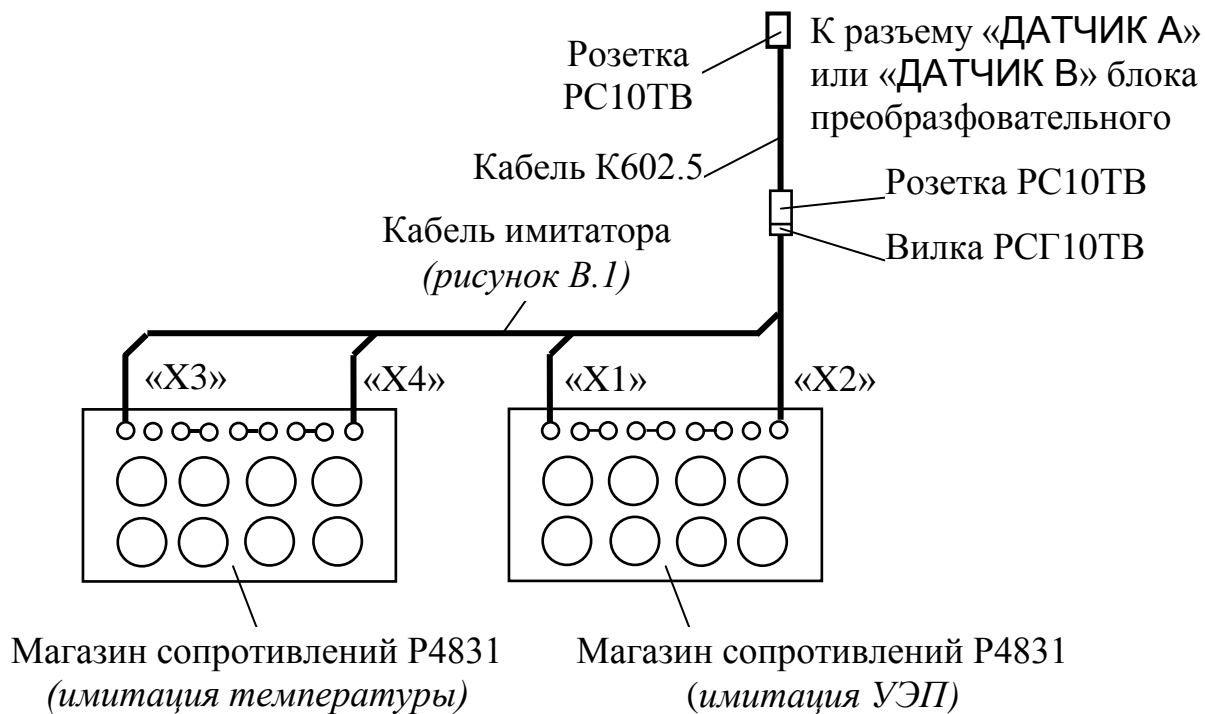 К разъему «ДАТЧИК А»
или «ДАТЧИК В» блока
преобразфовательного
Розетка
РС10ТВ
Кабель К602.5
Розетка РС10ТВ
Вилка РСГ10ТВ
Кабель имитатора
(рисунок В.1)
«Х3»
«Х4»
«Х1»
«Х2»
Магазин сопротивлений Р4831
(имитация температуры)
Магазин сопротивлений Р4831
(имитация УЭП)